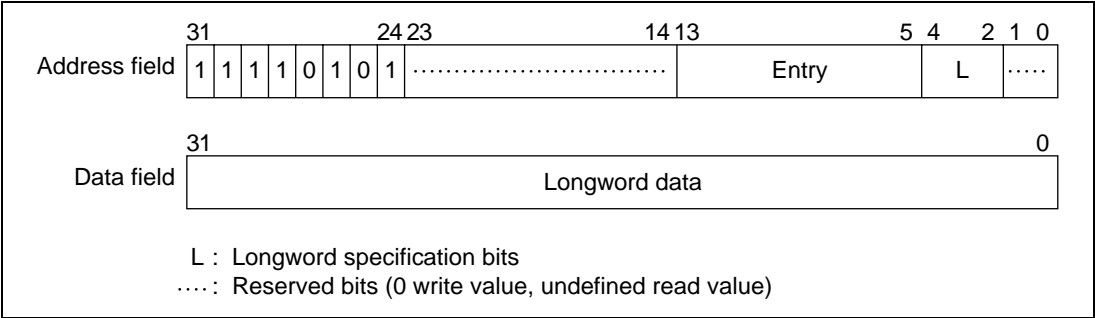 31 24 23 14 13 5 4 2 1 0
Address field 1 1 1 1 0 1 0 1 .............................. Entry L .....
31 0
Data field Longword data
L : Longword specification bits
.... : Reserved bits (0 write value, undefined read value)